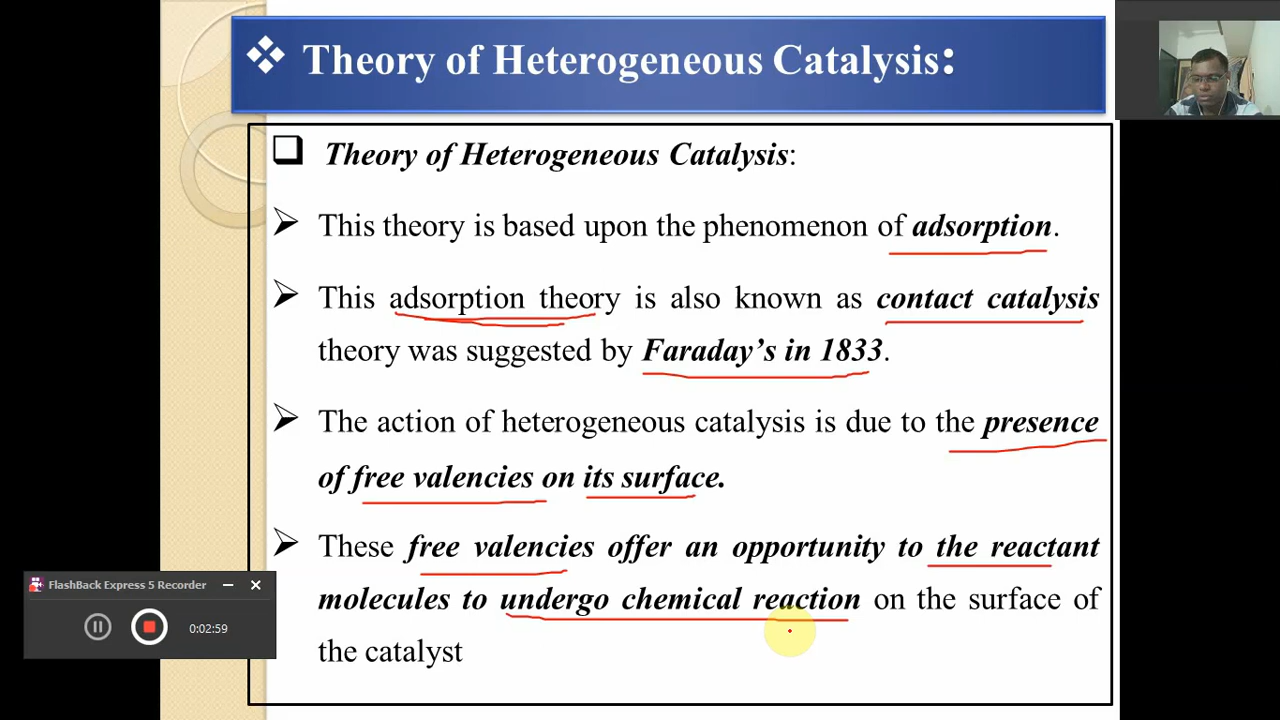 Theory of Heterogeneous Catalysis:
Theory of Heterogeneous Catalysis:
This theory is based upon the phenomenon of adsorption.
This adsorption theory is also known as contact catalysis
theory was suggested by Faraday’s in 1833.
The action of heterogeneous catalysis is due to the presence
of free valencies on its surface.
These free valencies offer an opportunity to the reactant
molecules to undergo chemical reaction on the surface of
the catalyst
FlashBack Express 5 Recorder
0:02:59